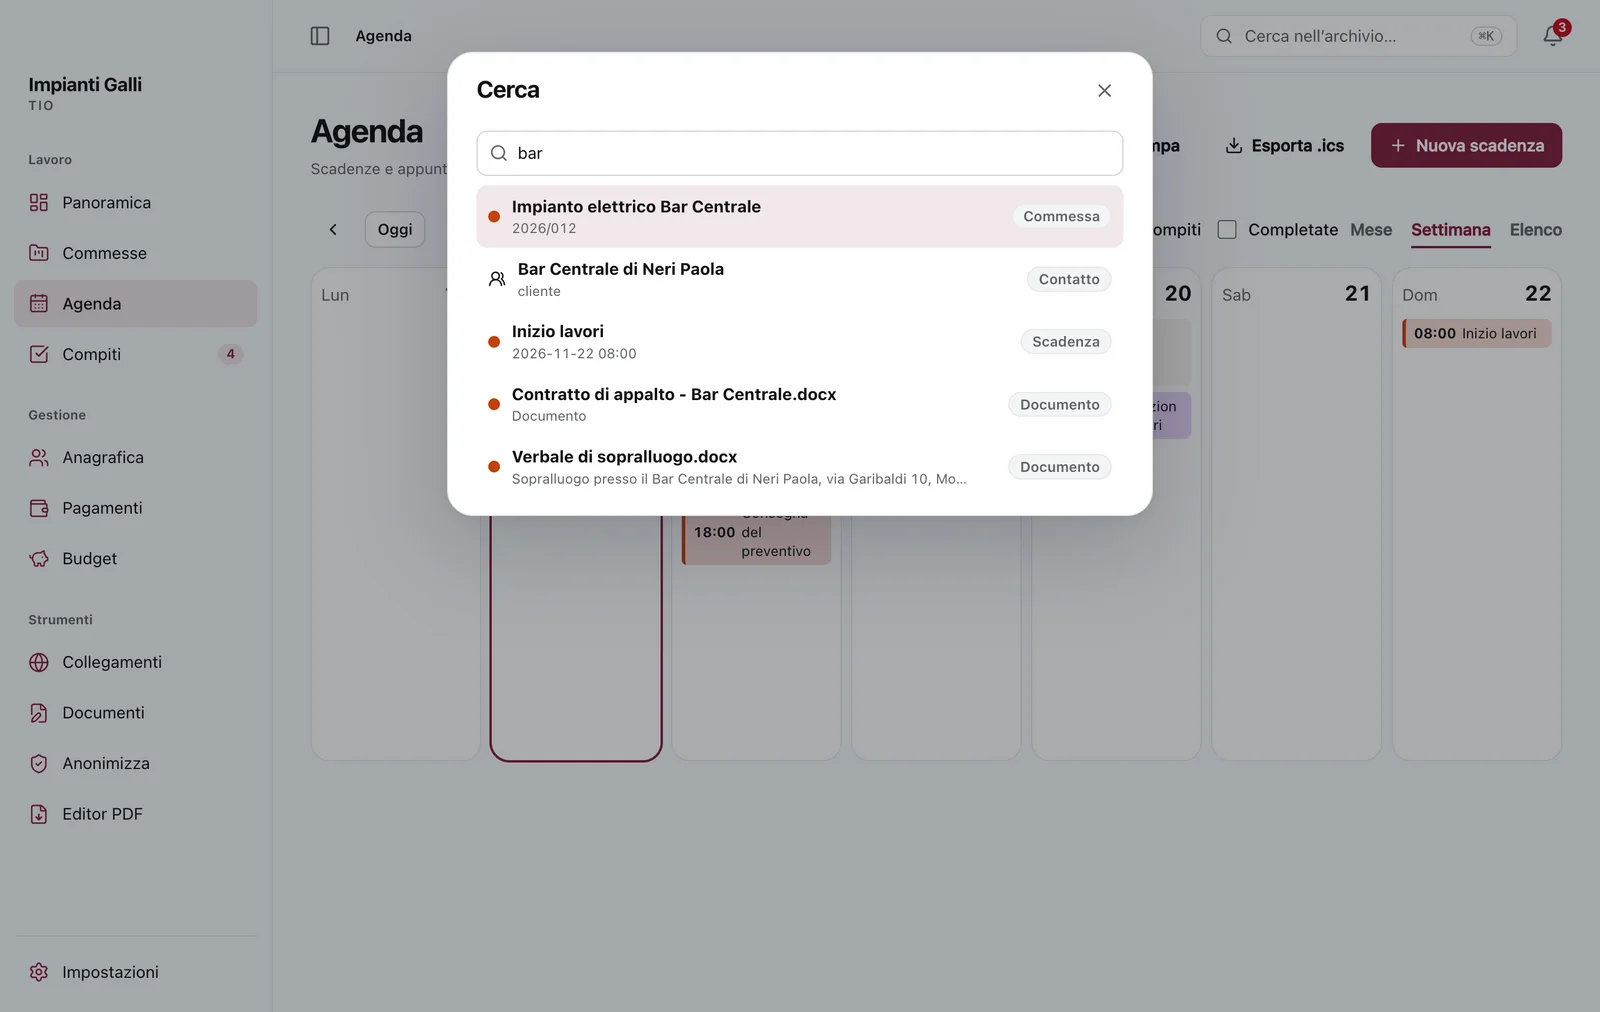 Impianti Galli
TIO
Lavoro
Panoramica
Commesse
Agenda
Compiti
4
Gestione
Anagrafica
Pagamenti
Budget
Strumenti
Collegamenti
Documenti
Anonimizza
Editor PDF
Impostazioni
Agenda
Cerca nell'archivio...
⌘K
3
Agenda
Scadenze e appunt
mpa
Esporta .ics
+ Nuova scadenza
Oggi
ompiti
Completate
Mese
Settimana
Elenco
Cerca
bar
Impianto elettrico Bar Centrale
2026/012
Commessa
Bar Centrale di Neri Paola
cliente
Contatto
Inizio lavori
2026-11-22 08:00
Scadenza
Contratto di appalto - Bar Centrale.docx
Documento
Documento
Verbale di sopralluogo.docx
Sopralluogo presso il Bar Centrale di Neri Paola, via Garibaldi 10, Mo...
Documento
Lun
18:00 del
preventivo
20
zion
ri
Sab 21
Dom 22
08:00 Inizio lavori